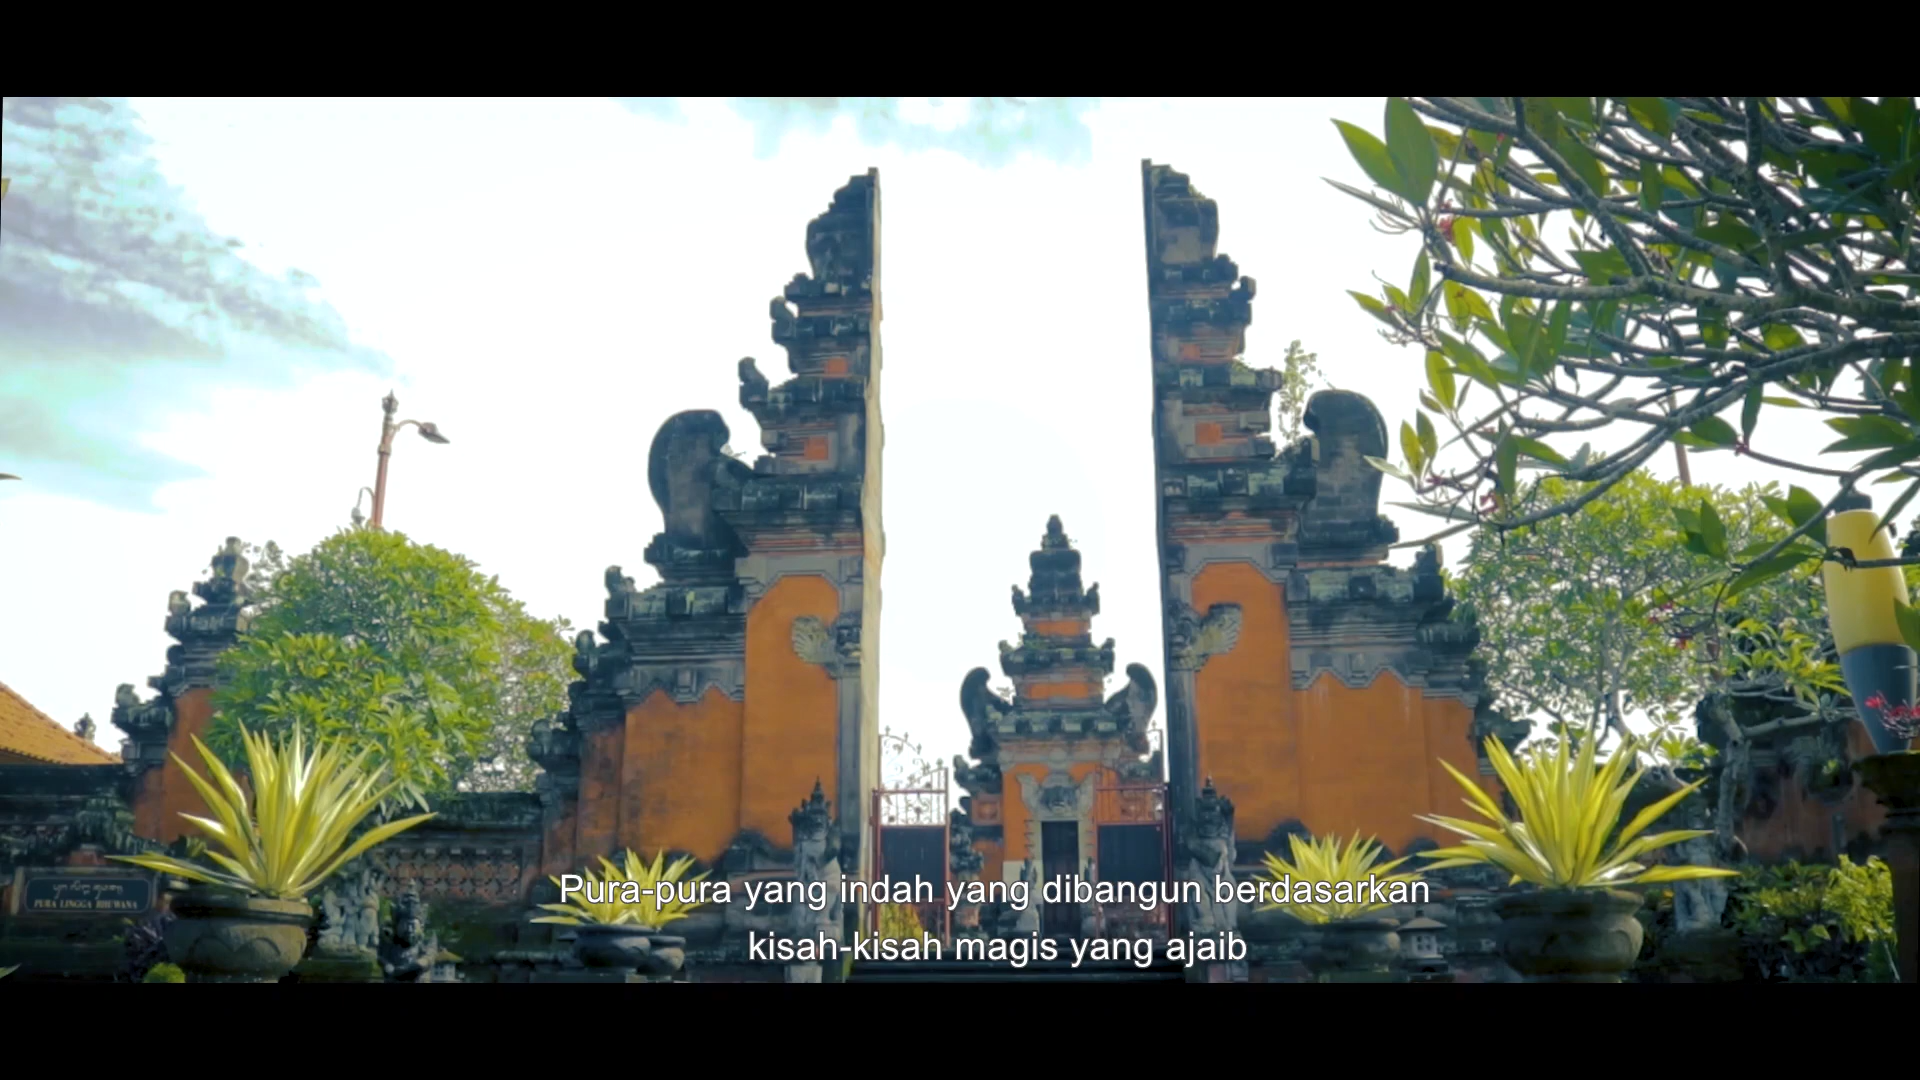 PURA LINGGA BHUWANA
Pura-pura yang indah yang dibangun berdasarkan
kisah-kisah magis yang ajaib